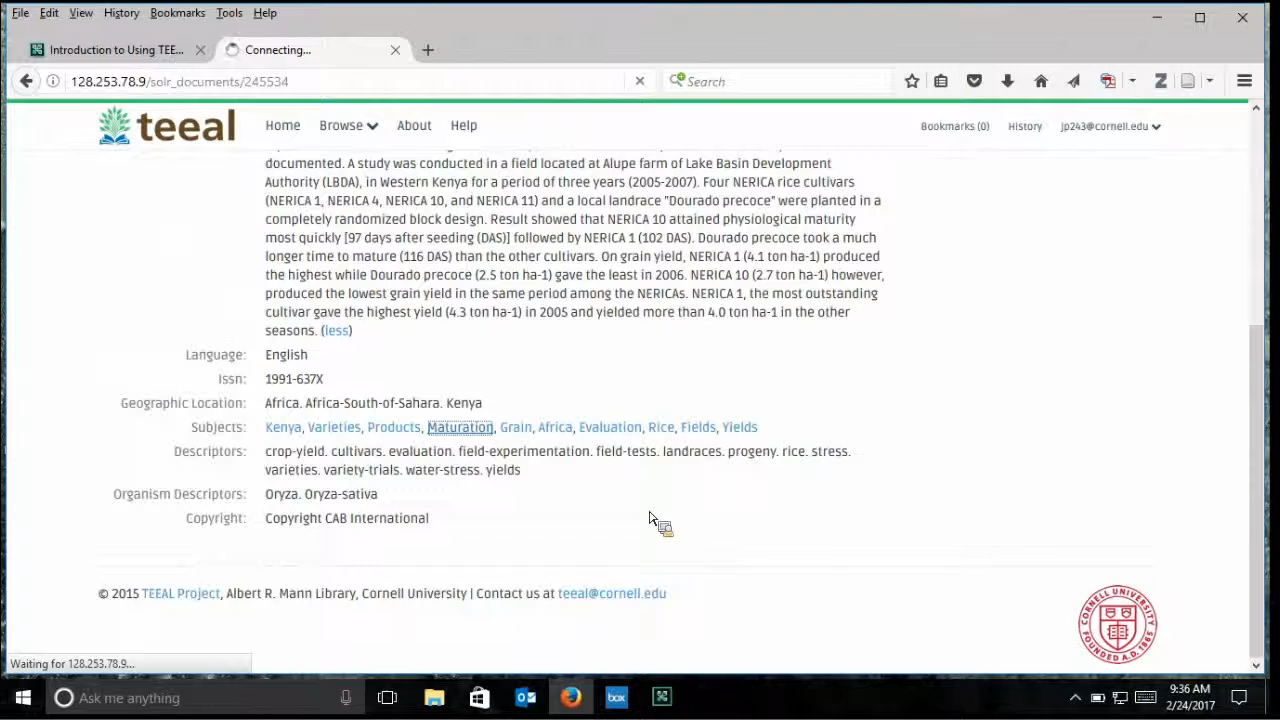 File Edit View History Bookmarks Tools Help
Introduction to Using TEE...
Connecting...
128.253.78.9/solr_documents/245534
Search
teeal Home Browse About Help Bookmarks (0) History jp243@cornell.edu
documented. A study was conducted in a field located at Alupe farm of Lake Basin Development
Authority (LBDA), in Western Kenya for a period of three years (2005-2007). Four NERICA rice cultivars
(NERICA 1, NERICA 4, NERICA 10, and NERICA 11) and a local landrace "Dourado precoce" were planted in a
completely randomized block design. Result showed that NERICA 10 attained physiological maturity
most quickly [97 days after seeding (DAS)] followed by NERICA 1 (102 DAS). Dourado precoce took a much
longer time to mature (116 DAS) than the other cultivars. On grain yield, NERICA 1 (4.1 ton ha-1) produced
the highest while Dourado precoce (2.5 ton ha-1) gave the least in 2006. NERICA 10 (2.7 ton ha-1) however,
produced the lowest grain yield in the same period among the NERICAs. NERICA 1, the most outstanding
cultivar gave the highest yield (4.3 ton ha-1) in 2005 and yielded more than 4.0 ton ha-1 in the other
seasons. (less)
Language: English
Issn: 1991-637X
Geographic Location: Africa. Africa-South-of-Sahara. Kenya
Subjects: Kenya, Varieties, Products, Maturation, Grain, Africa, Evaluation, Rice, Fields, Yields
Descriptors: crop-yield. cultivars. evaluation. field-experimentation. field-tests. landraces. progeny. rice. stress.
varieties. variety-trials. water-stress. yields
Organism Descriptors: Oryza. Oryza-sativa
Copyright: Copyright CAB International
© 2015 TEEAL Project, Albert R. Mann Library, Cornell University | Contact us at teeal@cornell.edu
CORNELL UNIVERSITY
FOUNDED A.D. 1865
Waiting for 128.253.78.9...
Ask me anything
box
9:36 AM
2/24/2017